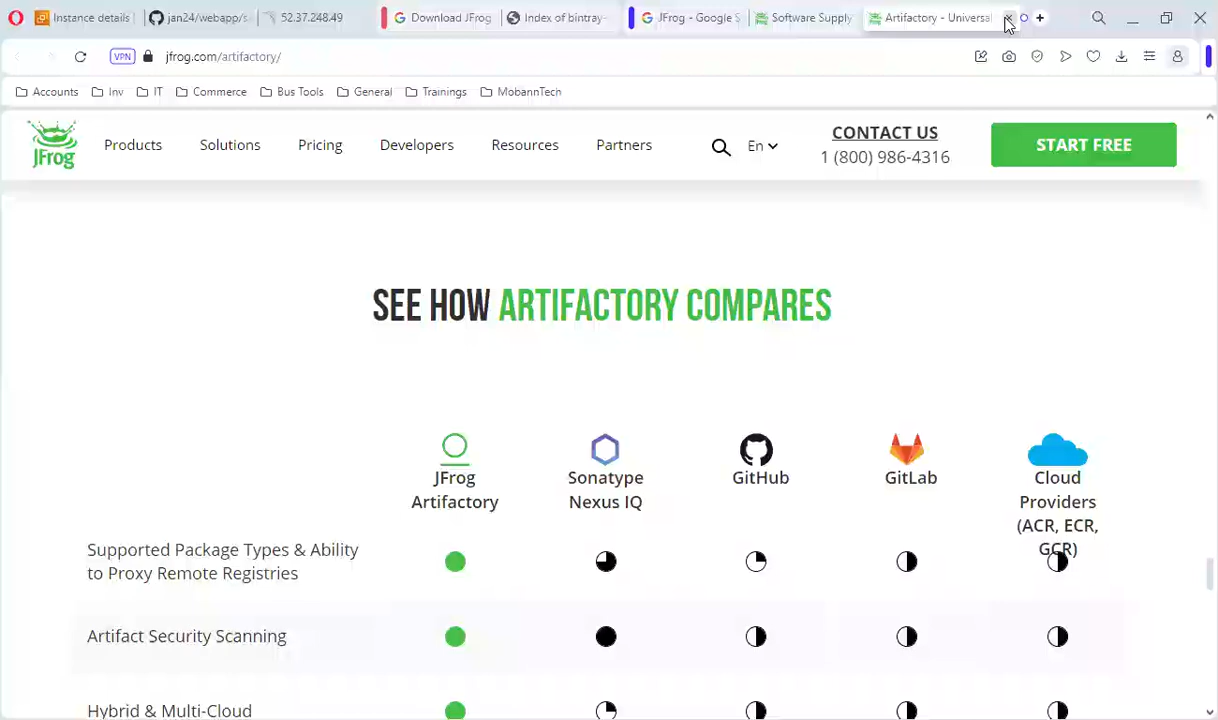 Instance details
jan24/webapp/s
52.37.248.49
Download JFrog
Index of bintray-
JFrog - Google S
Software Supply
Artifactory - Universal
VPN
jfrog.com/artifactory/
Accounts
Inv
IT
Commerce
Bus Tools
General
Trainings
MobannTech
JFrog
Products
Solutions
Pricing
Developers
Resources
Partners
En
CONTACT US
1 (800) 986-4316
START FREE
SEE HOW ARTIFACTORY COMPARES
JFrog
Artifactory
Sonatype
Nexus IQ
GitHub
GitLab
Cloud
Providers
(ACR, ECR,
GCR)
Supported Package Types & Ability
to Proxy Remote Registries
Artifact Security Scanning
Hybrid & Multi-Cloud